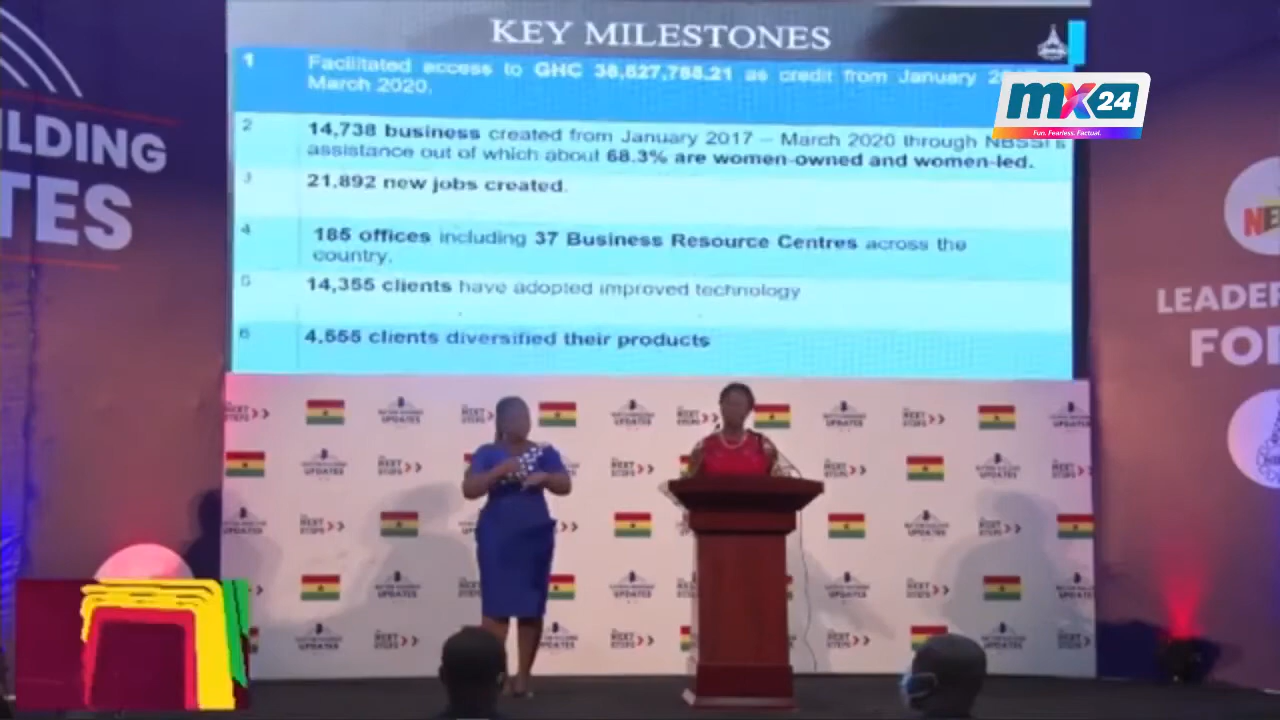 KEY MILESTONES
1 Facilitated access to GHC 38,827,788.21 as credit from January
March 2020.
2 14,738 business created from January 2017 – March 2020 through NBSSI's
assistance out of which about 68.3% are women-owned and women-led.
3 21,892 new jobs created.
4 185 offices including 37 Business Resource Centres across the
country.
5 14,355 clients have adopted improved technology
6 4,555 clients diversified their products
mx24
Fun. Fearless. Factual.
ILDING
TES
NE
LEADER
FO
NEXT
STEPS
UPDATES